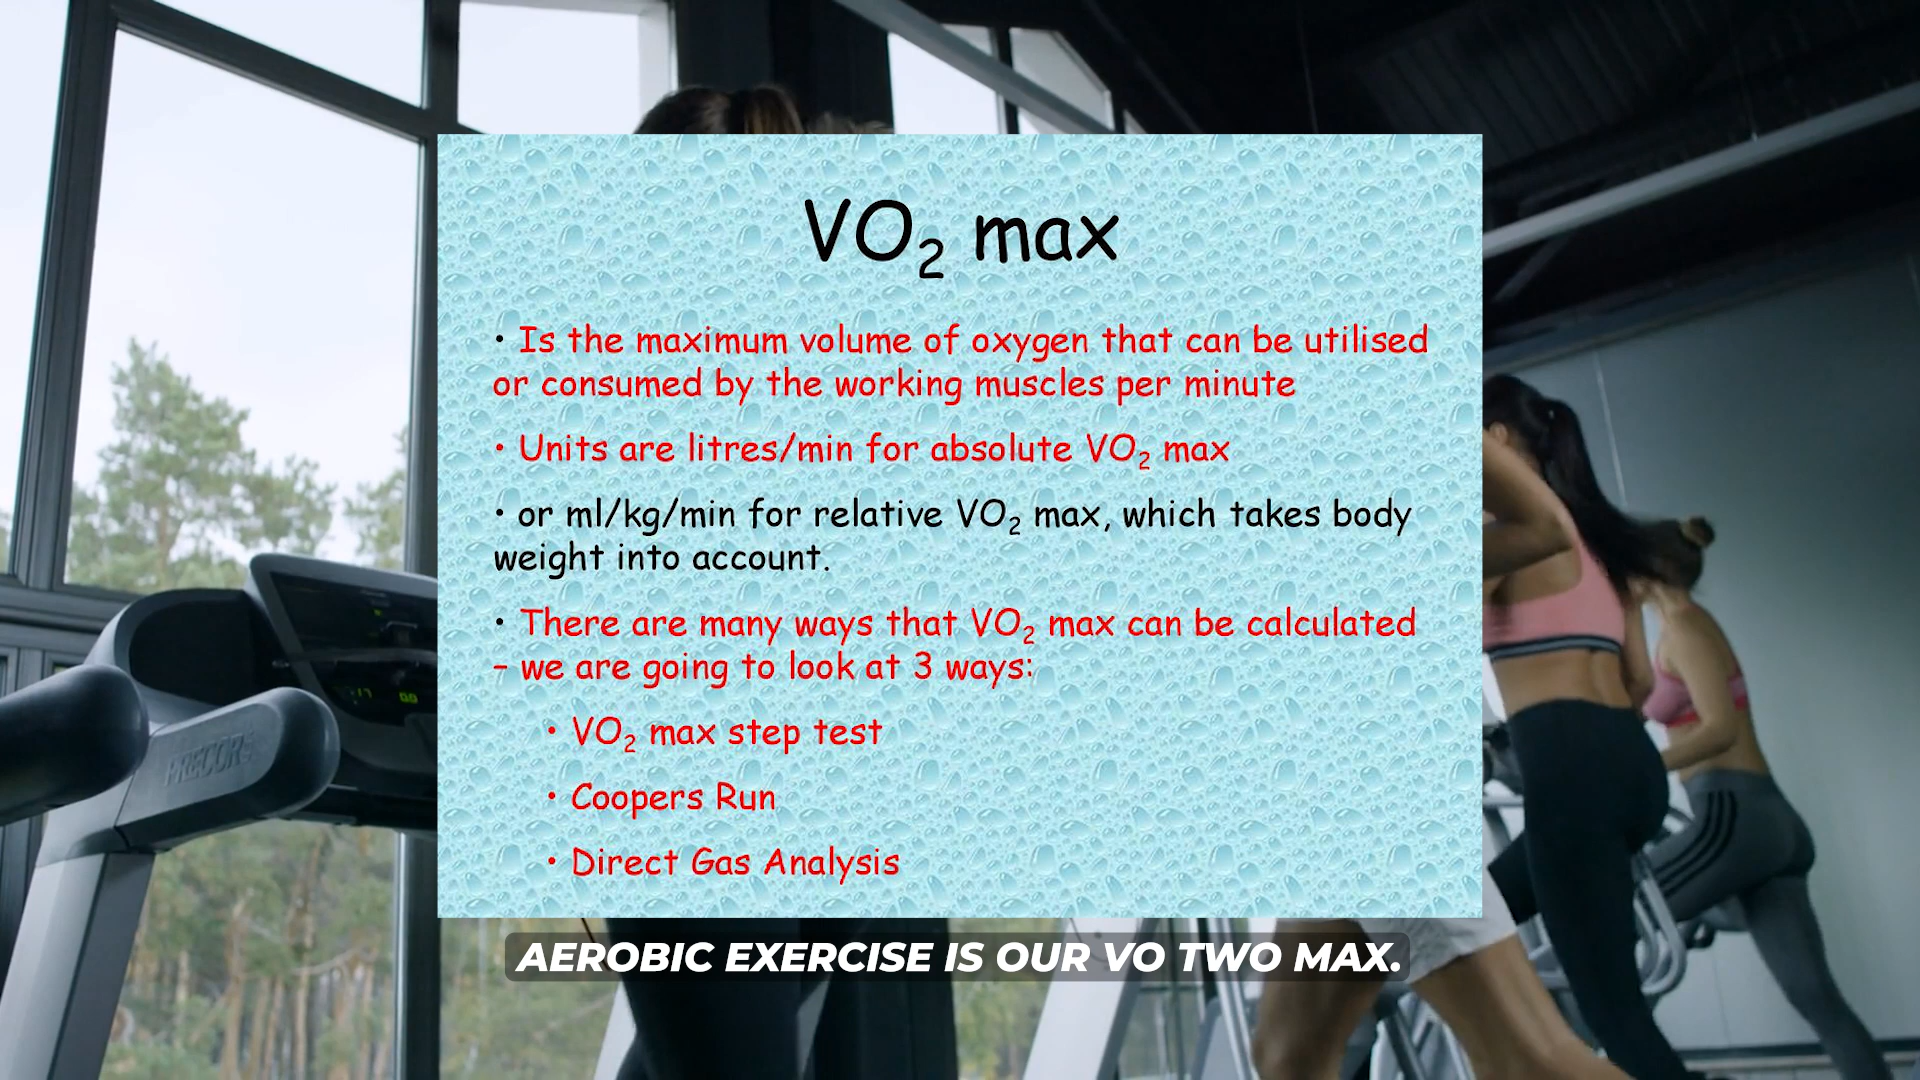 VO₂ max
• Is the maximum volume of oxygen that can be utilised
or consumed by the working muscles per minute
• Units are litres/min for absolute VO₂ max
• or ml/kg/min for relative VO₂ max, which takes body
weight into account.
• There are many ways that VO₂ max can be calculated
– we are going to look at 3 ways:
• VO₂ max step test
• Coopers Run
• Direct Gas Analysis
PRECOR
AEROBIC EXERCISE IS OUR VO TWO MAX.